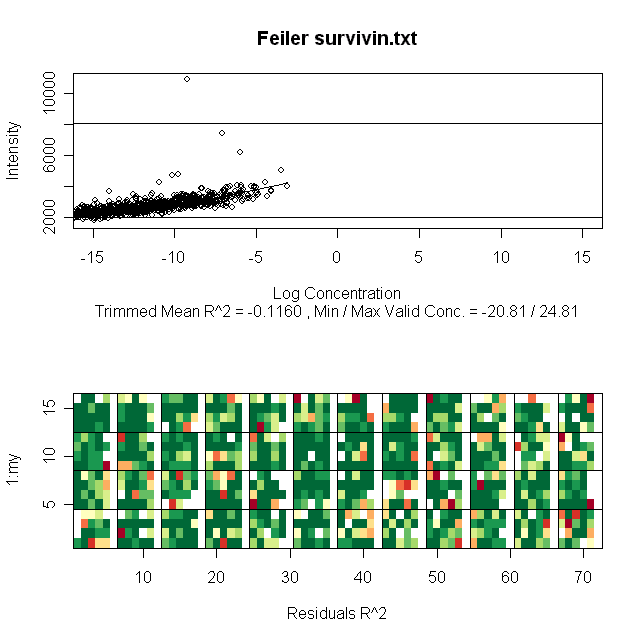 Feiler survivin.txt
Intensity
10000
6000
2000
-15 -10 -5 0 5 10 15
Log Concentration
Trimmed Mean R^2 = -0.1160 , Min / Max Valid Conc. = -20.81 / 24.81
1:my
15
10
5
10 20 30 40 50 60 70
Residuals R^2